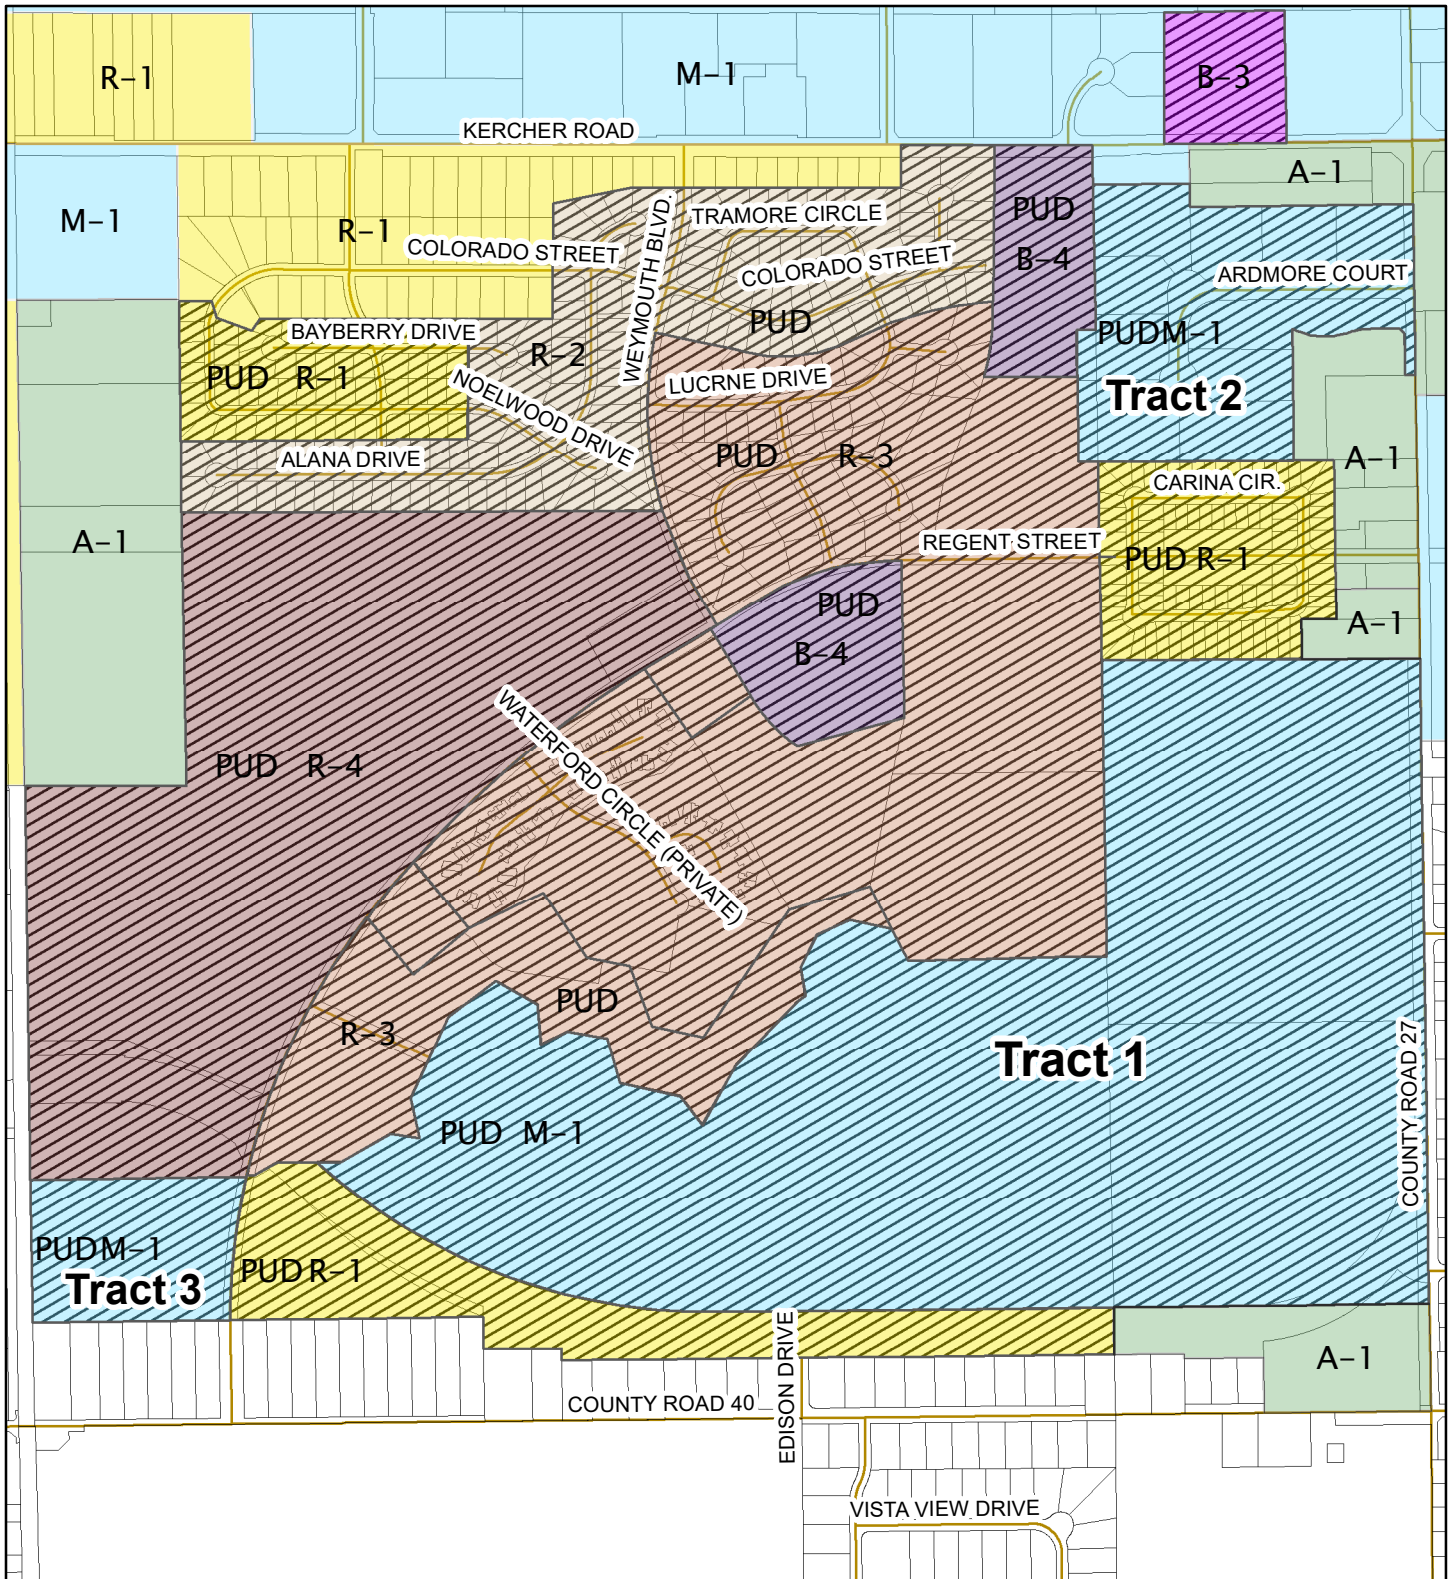 R-1
M-1
B-3
KERCHER ROAD
A-1
M-1
R-1
COLORADO STREET
WEYMOUTH BLVD.
TRAMORE CIRCLE
COLORADO STREET
PUD
B-4
ARDMORE COURT
PUD
PUD M-1
BAYBERRY DRIVE
R-2
PUD R-1
NOELWOOD DRIVE
LUCRNE DRIVE
Tract 2
ALANA DRIVE
PUD R-3
A-1
CARINA CIR.
A-1
REGENT STREET
PUD R-1
PUD
B-4
A-1
WATERFORD CIRCLE (PRIVATE)
PUD R-4
PUD
R-3
Tract 1
COUNTY ROAD 27
PUD M-1
PUD M-1
Tract 3
PUD R-1
EDISON DRIVE
A-1
COUNTY ROAD 40
VISTA VIEW DRIVE